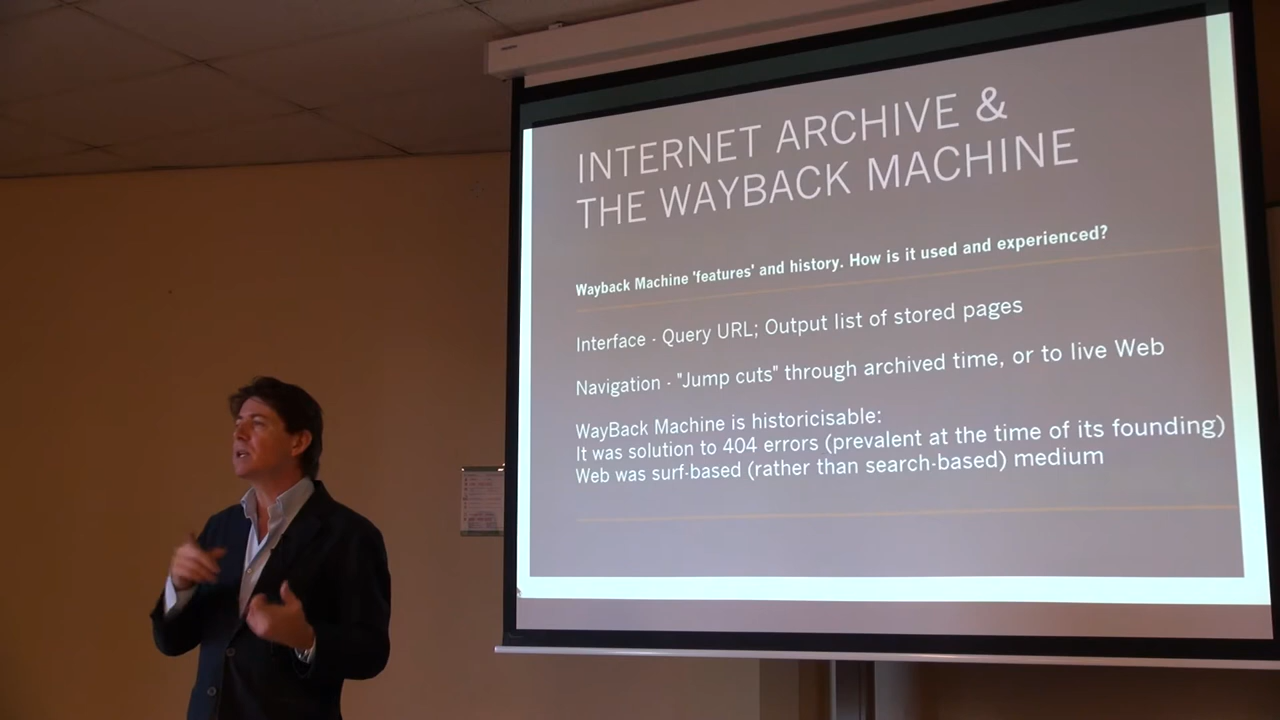 INTERNET ARCHIVE &
THE WAYBACK MACHINE
Wayback Machine 'features' and history. How is it used and experienced?
Interface - Query URL; Output list of stored pages
Navigation - "Jump cuts" through archived time, or to live Web
WayBack Machine is historicisable:
It was solution to 404 errors (prevalent at the time of its founding)
Web was surf-based (rather than search-based) medium